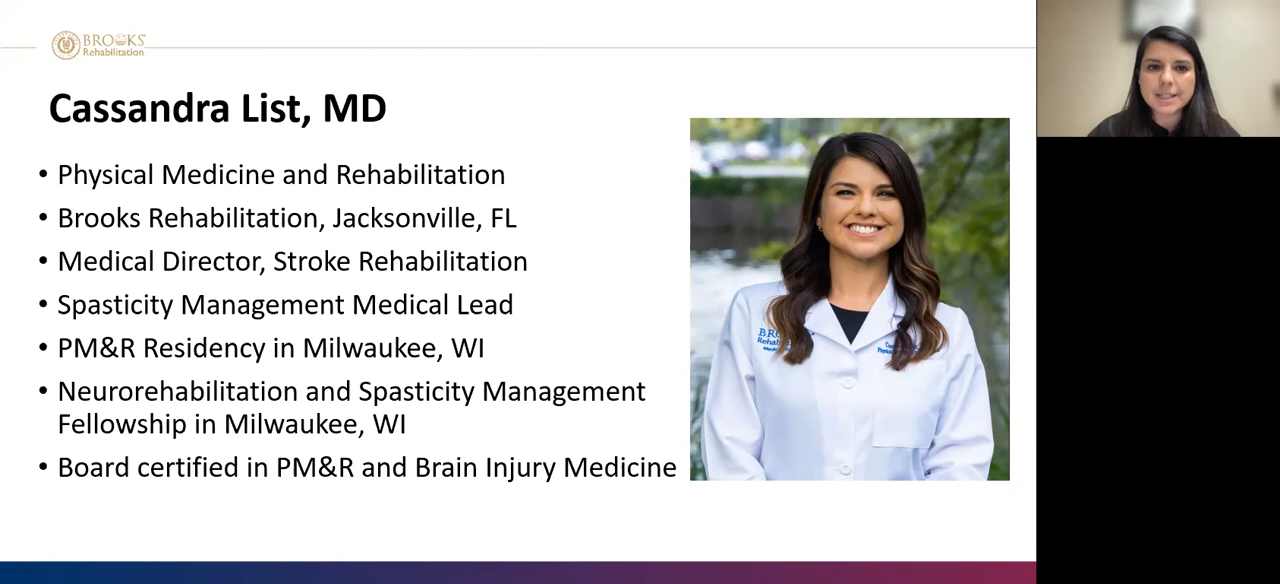 BROOKS
Rehabilitation
Cassandra List, MD
• Physical Medicine and Rehabilitation
• Brooks Rehabilitation, Jacksonville, FL
• Medical Director, Stroke Rehabilitation
• Spasticity Management Medical Lead
• PM&R Residency in Milwaukee, WI
• Neurorehabilitation and Spasticity Management
Fellowship in Milwaukee, WI
• Board certified in PM&R and Brain Injury Medicine